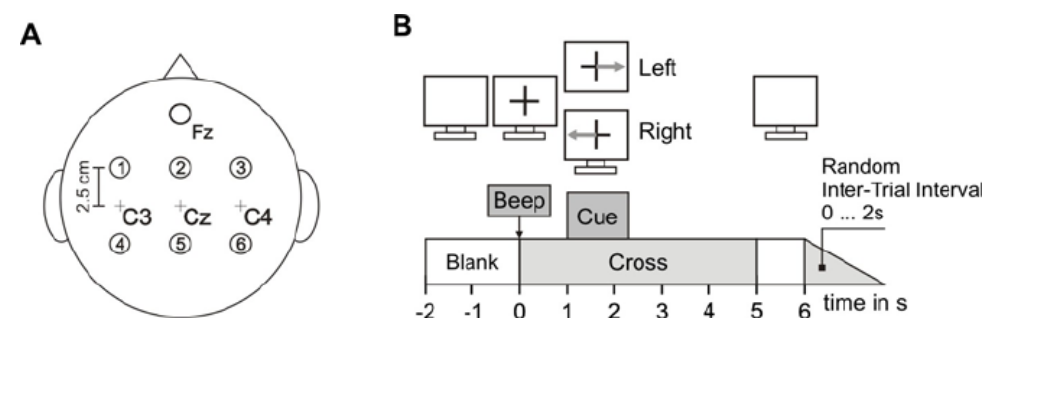 A
Fz
1 2 3
2.5 cm
C3 Cz C4
4 5 6
B
Left
Right
Random
Inter-Trial Interval
0 ... 2s
Beep
Cue
Blank
Cross
-2 -1 0 1 2 3 4 5 6 time in s